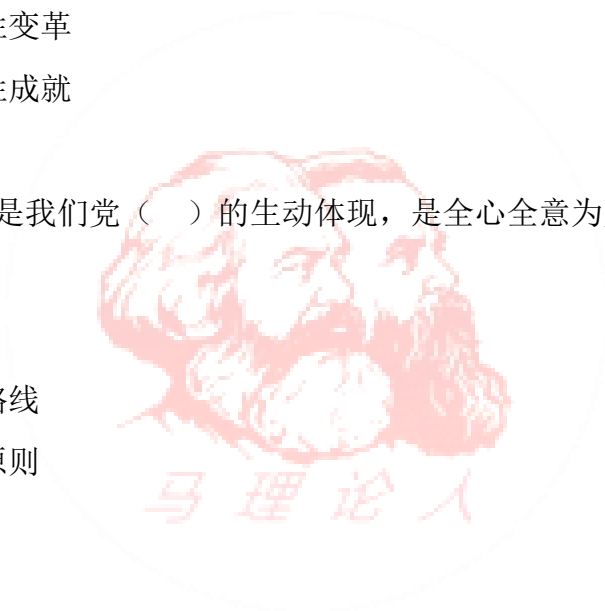 变革
成就
是我们党（ ）的生动体现，是全心全意为
路线
原则
马 理 论 人